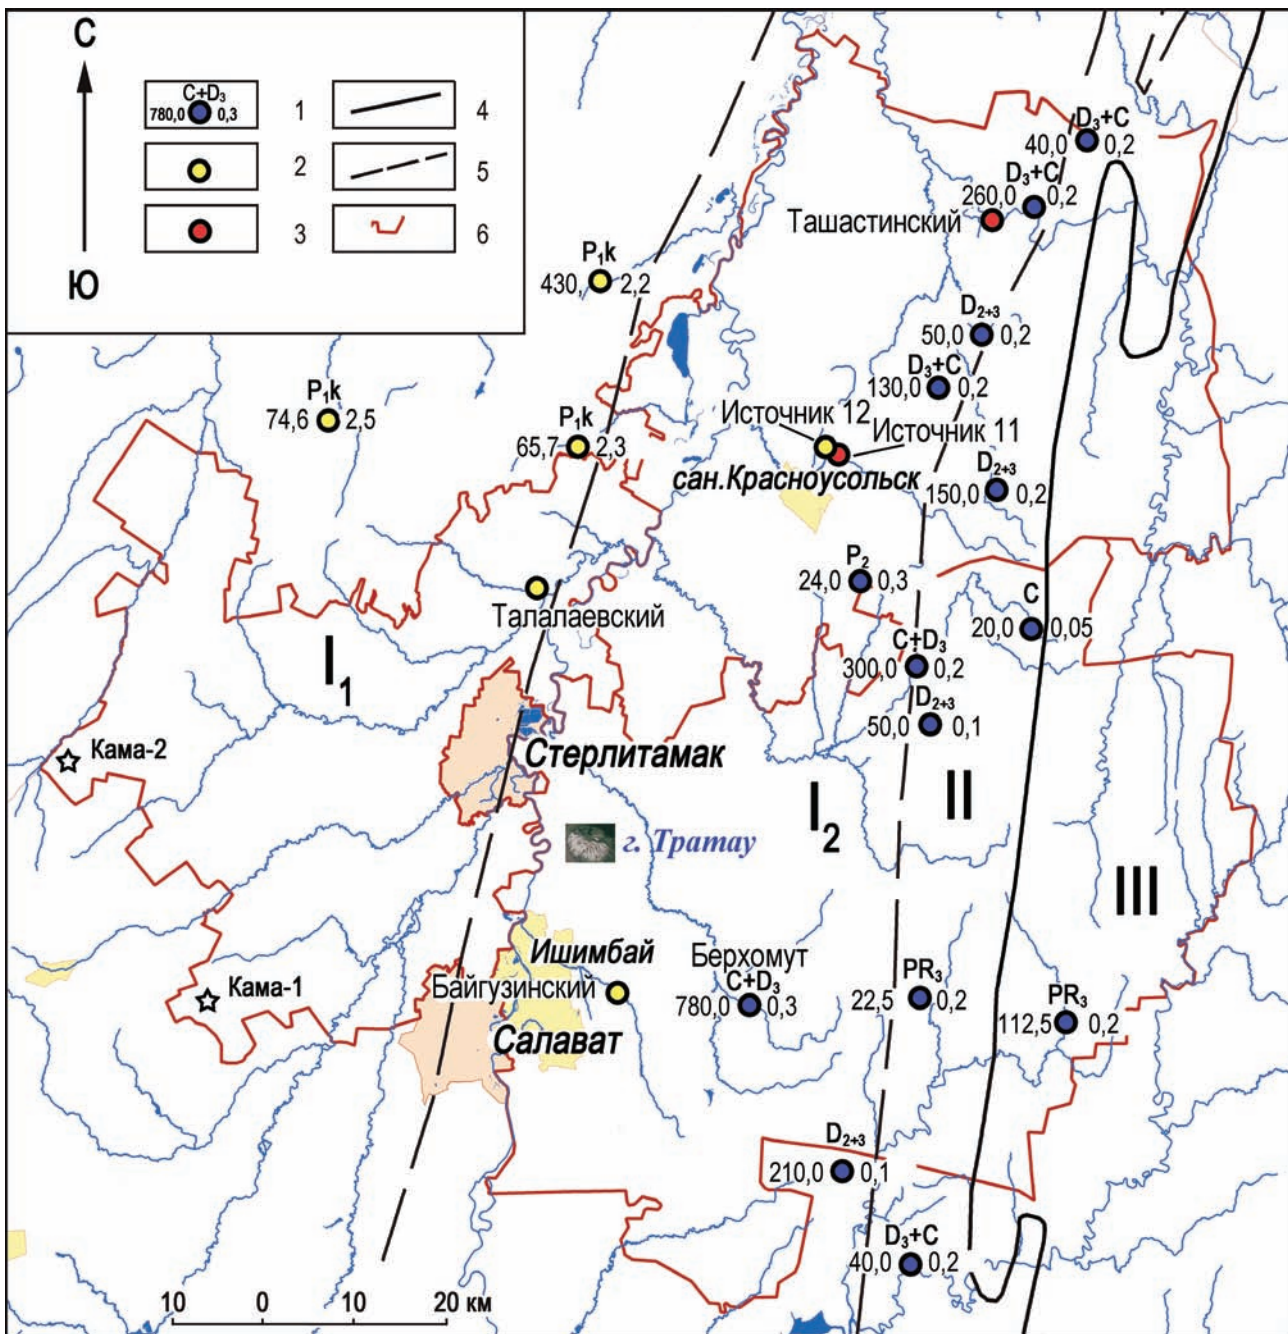 С
Ю
C+D₃
780,0 0,3
1
2
3
4
5
6
D₃+C
40,0 0,2
D₃+C
260,0 0,2
Ташастинский
P₁k
430, 2,2
D₂₊₃
50,0 0,2
D₃+C
130,0 0,2
P₁k
74,6 2,5
P₁k
65,7 2,3
Источник 12
Источник 11
сан.Красноусольск
D₂₊₃
150,0 0,2
P₂
24,0 0,3
Талалаевский
C
20,0 0,05
I₁
C+D₃
300,0 0,2
D₂₊₃
50,0 0,1
Кама-2
Стерлитамак
I₂
II
г. Тратау
III
Ишимбай
Берхомут
C+D₃
780,0 0,3
Байгузинский
Кама-1
PR₃
22,5 0,2
PR₃
112,5 0,2
Салават
D₂₊₃
210,0 0,1
D₃+C
40,0 0,2
10 0 10 20 км